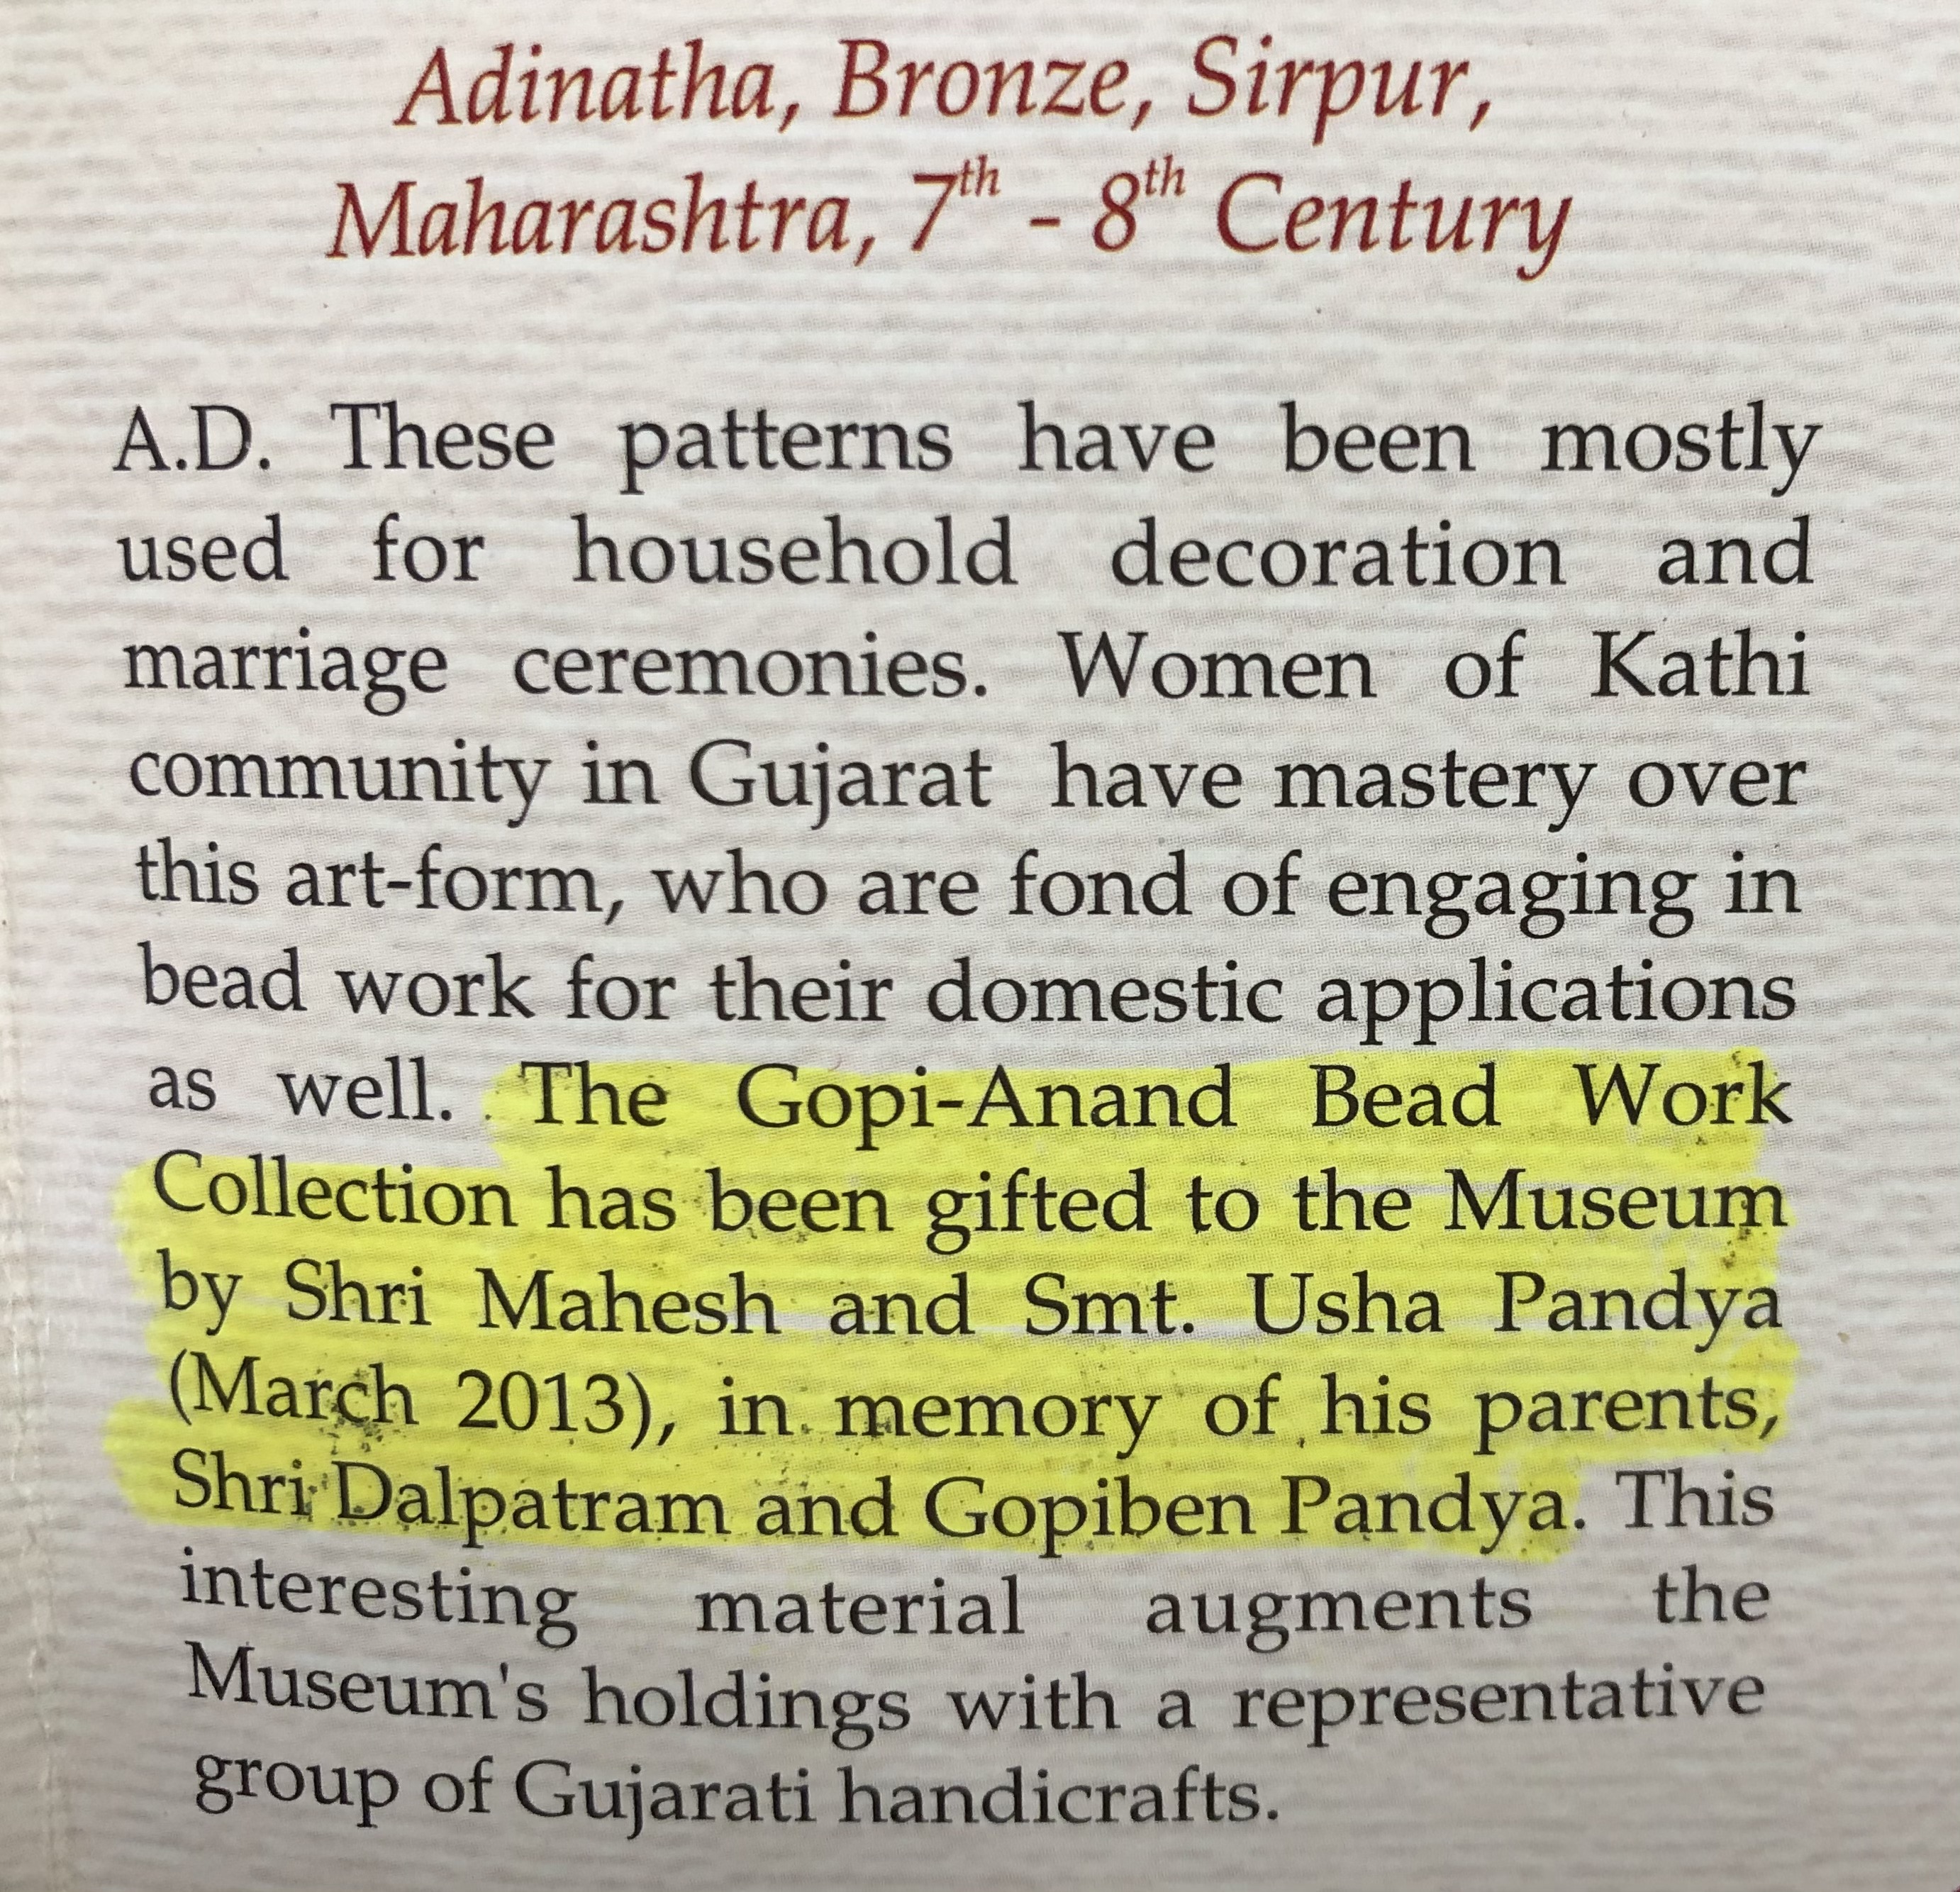 Adinatha, Bronze, Sirpur,
Maharashtra, 7th - 8th Century
A.D. These patterns have been mostly
used for household decoration and
marriage ceremonies. Women of Kathi
community in Gujarat have mastery over
this art-form, who are fond of engaging in
bead work for their domestic applications
as well. The Gopi-Anand Bead Work
Collection has been gifted to the Museum
by Shri Mahesh and Smt. Usha Pandya
(March 2013), in memory of his parents,
Shri Dalpatram and Gopiben Pandya. This
interesting material augments the
Museum's holdings with a representative
group of Gujarati handicrafts.